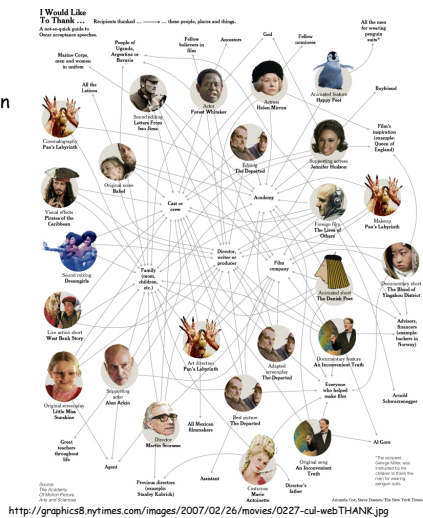 I Would Like
To Thank ...
Recipients thanked ... → ... these people, places and things.
A not-so-quick guide to
Oscar acceptance speeches.
n
Marine Corps,
men and women
in uniform
People of
Uganda,
Argentina or
Bavaria
Fellow
believers in
film
Ancestors
God
Fellow
nominees
All the men
for wearing
penguin
suits*
All the
Latinos
Sound editing
Letters From
Iwo Jima
Actor
Forest Whitaker
Actress
Helen Mirren
Animated feature
Happy Feet
Boyfriend
Cinematography
Pan's Labyrinth
Original score
Babel
Editing
The Departed
Supporting actress
Jennifer Hudson
Film's
inspiration
(example:
Queen of
England)
Visual effects
Pirates of the
Caribbean
Cast or
crew
Academy
Foreign film
The Lives of
Others
Makeup
Pan's Labyrinth
Sound mixing
Dreamgirls
Family
(mom,
children,
etc.)
Director,
writer or
producer
Film
company
Animated short
The Danish Poet
Documentary short
The Blood of
Yingzhou District
Live action short
West Bank Story
Art direction
Pan's Labyrinth
Adapted
screenplay
The Departed
Documentary feature
An Inconvenient Truth
Advisers,
financers
(example:
backers in
Norway)
Original screenplay
Little Miss
Sunshine
Supporting
actor
Alan Arkin
Director
Martin Scorsese
All Mexican
filmmakers
Best picture
The Departed
Everyone
who helped
make film
Arnold
Schwarzenegger
Great
teachers
throughout
life
Agent
Previous directors
(example:
Stanley Kubrick)
Assistant
Costumes
Marie
Antoinette
Original song
An Inconvenient
Truth
Director's
father
Al Gore
*The recipient,
George Miller, was
instructed by his
children to thank the
men for wearing
penguin suits.
Source:
The Academy
Of Motion Picture
Arts and Sciences
Amanda Cox, Steve Duenes/The New York Times
http://graphics8.nytimes.com/images/2007/02/26/movies/0227-cul-webTHANK.jpg